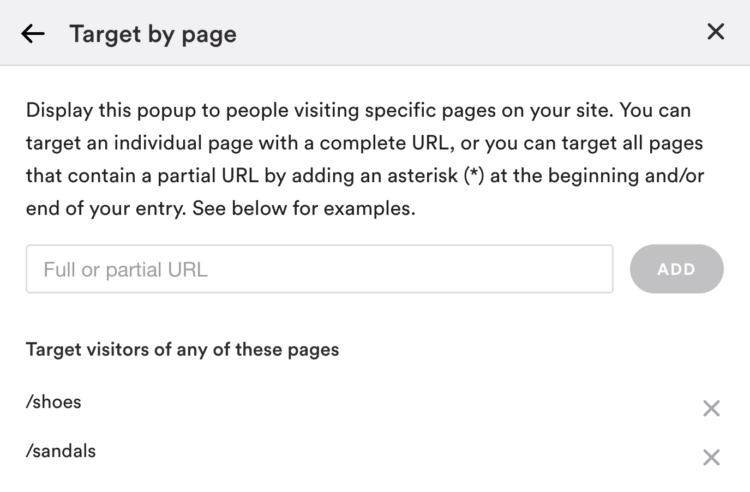 Target by page
Display this popup to people visiting specific pages on your site. You can
target an individual page with a complete URL, or you can target all pages
that contain a partial URL by adding an asterisk (*) at the beginning and/or
end of your entry. See below for examples.
Full or partial URL
ADD
Target visitors of any of these pages
/shoes
/sandals